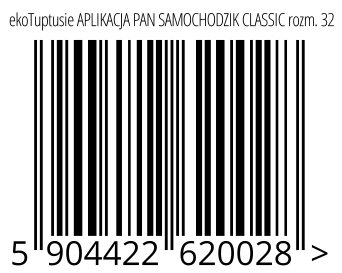 ekoTuptusie APLIKACJA PAN SAMOCHODZIK CLASSIC rozm. 32
5 904422 620028 >